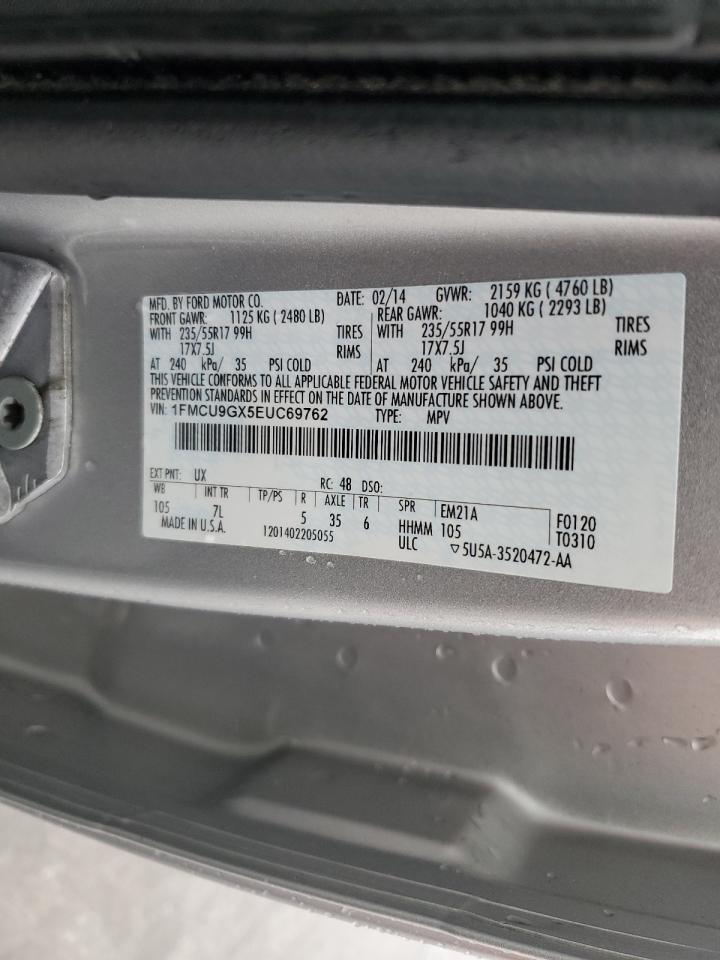 MFD. BY FORD MOTOR CO. DATE: 02/14 GVWR: 2159 KG ( 4760 LB)
FRONT GAWR: 1125 KG ( 2480 LB) REAR GAWR: 1040 KG ( 2293 LB)
WITH 235/55R17 99H TIRES WITH 235/55R17 99H TIRES
17X7.5J RIMS 17X7.5J RIMS
AT 240 kPa/ 35 PSI COLD AT 240 kPa/ 35 PSI COLD
THIS VEHICLE CONFORMS TO ALL APPLICABLE FEDERAL MOTOR VEHICLE SAFETY AND THEFT
PREVENTION STANDARDS IN EFFECT ON THE DATE OF MANUFACTURE SHOWN ABOVE.
VIN: 1FMCU9GX5EUC69762 TYPE: MPV
EXT PNT: UX RC: 48 DSO:
WB INT TR TP/PS R AXLE TR SPR EM21A F0120
105 7L 5 35 6 HHMM 105 T0310
MADE IN U.S.A. 1201402205055 ULC ▽5U5A-3520472-AA